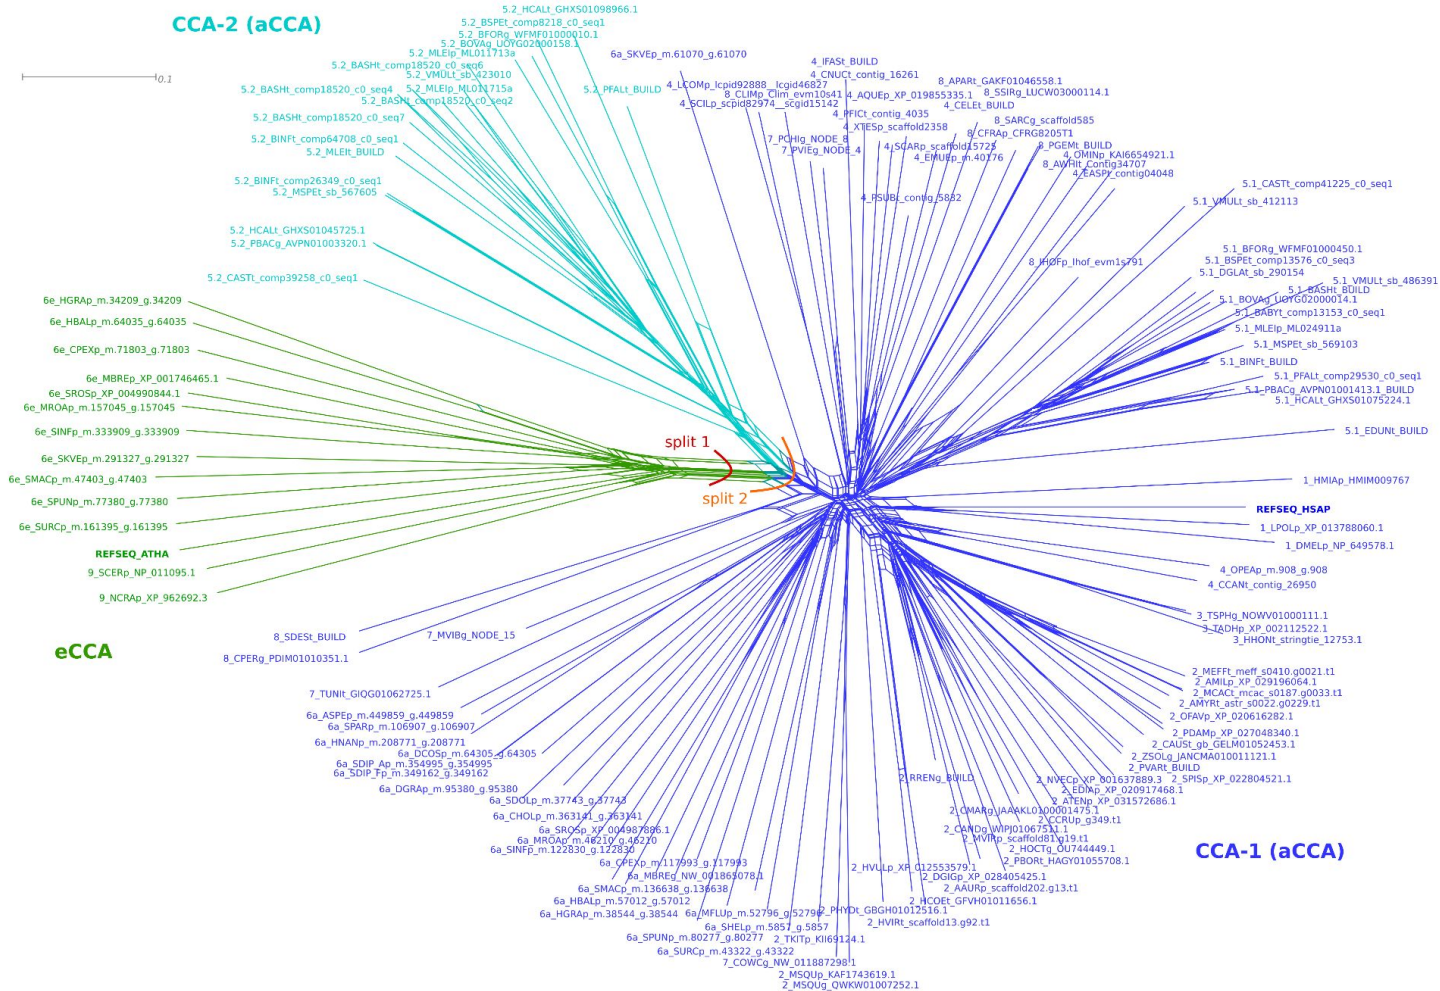 CCA-2 (aCCA)
0.1
5.2_HCALt_GHXS01098966.1
5.2_BSPEt_comp8218_c0_seq1
5.2_BFORg_WFMF01000010.1
5.2_BOVAg_UOYG02000158.1
5.2_MLEIp_ML011713a
5.2_BASHt_comp18520_c0_seq6
5.2_VMULt_sb_423010
5.2_BASHt_comp18520_c0_seq4
5.2_MLEIp_ML011715a
5.2_BASHt_comp18520_c0_seq2
5.2_PFALt_BUILD
5.2_BASHt_comp18520_c0_seq7
5.2_BINFt_comp64708_c0_seq1
5.2_MLEIt_BUILD
5.2_BINFt_comp26349_c0_seq1
5.2_MSPEt_sb_567605
5.2_HCALt_GHXS01045725.1
5.2_PBACg_AVPN01003320.1
5.2_CASTt_comp39258_c0_seq1
6e_HGRAp_m.34209_g.34209
6e_HBALp_m.64035_g.64035
6e_CPEXp_m.71803_g.71803
6e_MBREp_XP_001746465.1
6e_SROSp_XP_004990844.1
6e_MROAp_m.157045_g.157045
6e_SINFp_m.333909_g.333909
6e_SKVEp_m.291327_g.291327
6e_SMACp_m.47403_g.47403
6e_SPUNp_m.77380_g.77380
6e_SURCp_m.161395_g.161395
REFSEQ_ATHA
9_SCERp_NP_011095.1
9_NCRAp_XP_962692.3
eCCA
split 1
split 2
6a_SKVEp_m.61070_g.61070
4_IFASt_BUILD
4_CNUCt_contig_16261
4_LCOMp_lcpid92888__lcgid46827
8_CLIMp_Clim_evm10s41
4_SCILp_scpid82974__scgid15142
8_APARt_GAKF01046558.1
4_AQUEp_XP_019855335.1
8_SSIRg_LUCW03000114.1
4_CELEt_BUILD
4_PFICt_contig_4035
8_SARCg_scaffold585
4_XTESp_scaffold2358
8_CFRAp_CFRG8205T1
7_PCHIg_NODE_8
7_PVIEg_NODE_4
4_SCARp_scaffold15725
8_PGEMt_BUILD
4_EMUEp_m.40176
4_OMINp_KAI6654921.1
8_AWHIt_Contig34707
4_EASPt_contig04048
4_PSUBt_contig_5832
8_IHOFp_Ihof_evm1s791
5.1_CASTt_comp41225_c0_seq1
5.1_VMULt_sb_412113
5.1_BFORg_WFMF01000450.1
5.1_BSPEt_comp13576_c0_seq3
5.1_DGLAt_sb_290154
5.1_VMULt_sb_486391
5.1_BASHt_BUILD
5.1_BOVAg_UOYG02000014.1
5.1_BABYt_comp13153_c0_seq1
5.1_MLEIp_ML024911a
5.1_MSPEt_sb_569103
5.1_BINFt_BUILD
5.1_PFALt_comp29530_c0_seq1
5.1_PBACg_AVPN01001413.1_BUILD
5.1_HCALt_GHXS01075224.1
5.1_EDUNt_BUILD
1_HMIAp_HMIM009767
REFSEQ_HSAP
1_LPOLp_XP_013788060.1
1_DMELp_NP_649578.1
4_OPEAp_m.908_g.908
4_CCANt_contig_26950
3_TSPHg_NOWV01000111.1
3_TADHp_XP_002112522.1
3_HHONt_stringtie_12753.1
2_MEFFt_meff_s0410.g0021.t1
2_AMILp_XP_029196064.1
2_MCACt_mcac_s0187.g0033.t1
2_AMYRt_astr_s0022.g0229.t1
2_OFAVp_XP_020616282.1
2_PDAMp_XP_027048340.1
2_CAUSt_gb_GELM01052453.1
2_ZSOLg_JANCMA010011121.1
2_PVARt_BUILD
2_SPISp_XP_022804521.1
2_NVECp_XP_001637889.3
2_EDIAp_XP_020917468.1
2_ATENp_XP_031572686.1
2_RRENg_BUILD
2_CMARg_JAAAKL0100001475.1
2_CCRUp_g349.t1
2_CANDg_WIPJ01067511.1
2_MVIRp_scaffold81.g19.t1
2_HOCTg_OU744449.1
2_PBORt_HAGY01055708.1
CCA-1 (aCCA)
2_HVULp_XP_012553579.1
2_DGIGp_XP_028405425.1
2_AAURp_scaffold202.g13.t1
2_HCOEt_GFVH01011656.1
2_PHYDt_GBGH01012516.1
2_HVIRt_scaffold13.g92.t1
2_TKITp_KII69124.1
7_COWCg_NW_011887298.1
2_MSQUp_KAF1743619.1
2_MSQUg_QWKW01007252.1
8_SDESt_BUILD
7_MVIBg_NODE_15
8_CPERg_PDIM01010351.1
7_TUNIt_GIQG01062725.1
6a_ASPEp_m.449859_g.449859
6a_SPARp_m.106907_g.106907
6a_HNANp_m.208771_g.208771
6a_DCOSp_m.64305_g.64305
6a_SDIP_Ap_m.354995_g.354995
6a_SDIP_Fp_m.349162_g.349162
6a_DGRAp_m.95380_g.95380
6a_SDOLp_m.37743_g.37743
6a_CHOLp_m.363141_g.363141
6a_SROSp_XP_004987886.1
6a_MROAp_m.46210_g.46210
6a_SINFp_m.122830_g.122830
6a_CPEXp_m.117993_g.117993
6a_MBREg_NW_001865078.1
6a_SMACp_m.136638_g.136638
6a_HBALp_m.57012_g.57012
6a_HGRAp_m.38544_g.38544
6a_MFLUp_m.52796_g.52796
6a_SHELp_m.5857_g.5857
6a_SPUNp_m.80277_g.80277
6a_SURCp_m.43322_g.43322